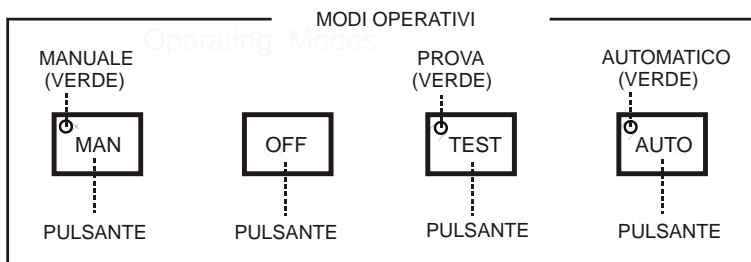 MODI OPERATIVI
Operating Modes
MANUALE
(VERDE)
PROVA
(VERDE)
AUTOMATICO
(VERDE)
MAN
OFF
TEST
AUTO
PULSANTE
PULSANTE
PULSANTE
PULSANTE